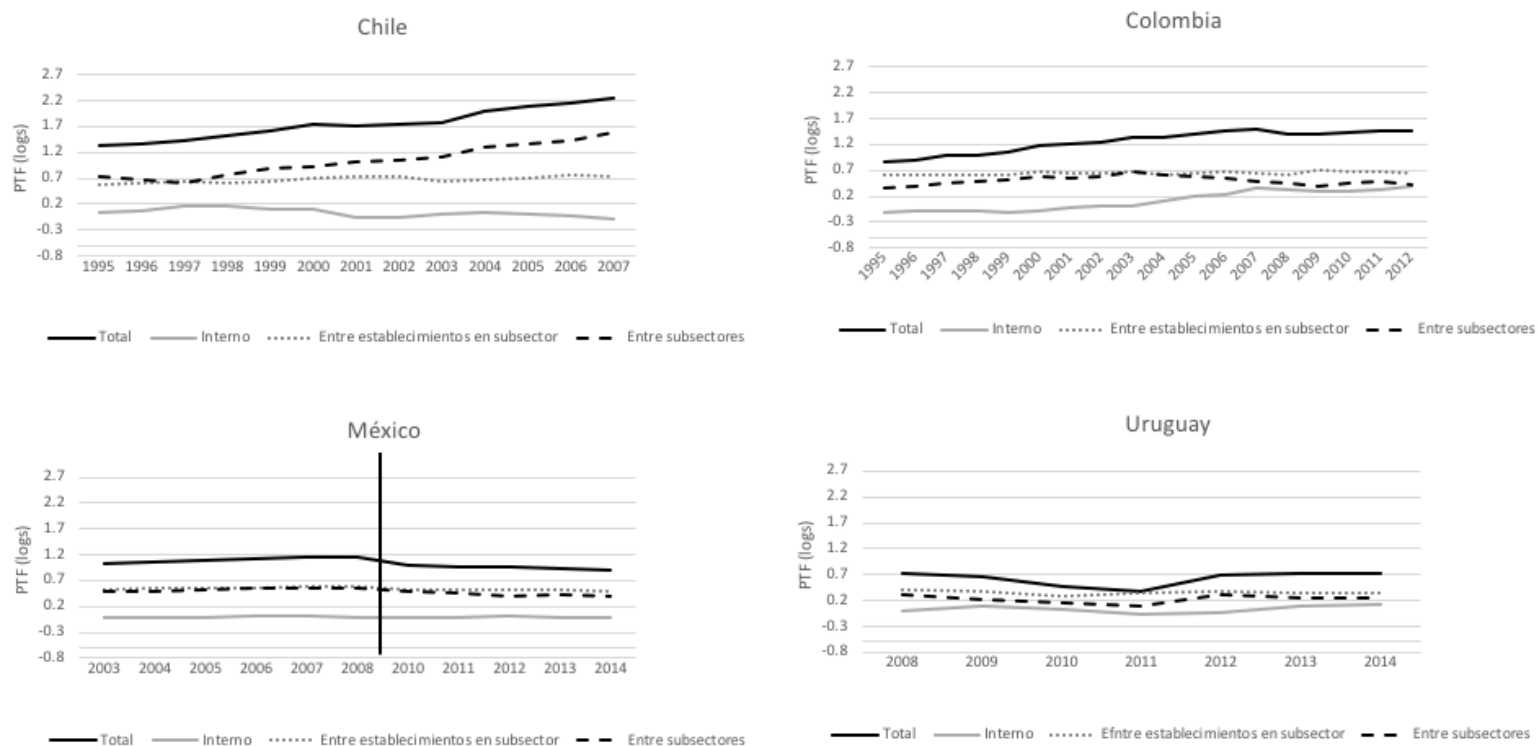 Chile
PTF (logs)
2.7
2.2
1.7
1.2
0.7
0.2
-0.3
-0.8
1995 1996 1997 1998 1999 2000 2001 2002 2003 2004 2005 2006 2007
Total Interno Entre establecimientos en subsector Entre subsectores
Colombia
PTF (logs)
2.7
2.2
1.7
1.2
0.7
0.2
-0.3
-0.8
1995 1996 1997 1998 1999 2000 2001 2002 2003 2004 2005 2006 2007 2008 2009 2010 2011 2012
Total Interno Entre establecimientos en subsector Entre subsectores
México
PTF (logs)
2.7
2.2
1.7
1.2
0.7
0.2
-0.3
-0.8
2003 2004 2005 2006 2007 2008 2010 2011 2012 2013 2014
Total Interno Entre establecimientos en subsector Entre subsectores
Uruguay
PTF (logs)
2.7
2.2
1.7
1.2
0.7
0.2
-0.3
-0.8
2008 2009 2010 2011 2012 2013 2014
Total Interno Efntre establecimientos en subsector Entre subsectores